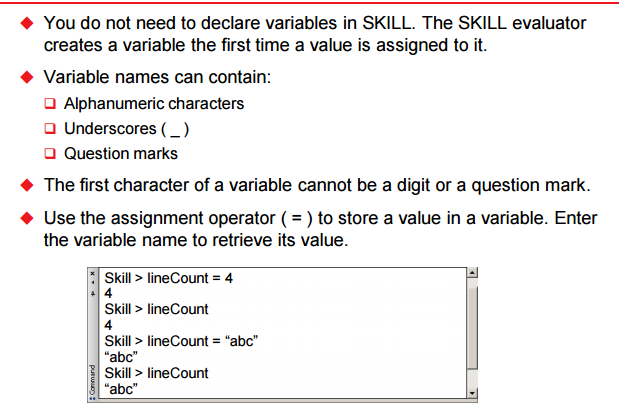 You do not need to declare variables in SKILL. The SKILL evaluator
creates a variable the first time a value is assigned to it.
Variable names can contain:
Alphanumeric characters
Underscores ( _ )
Question marks
The first character of a variable cannot be a digit or a question mark.
Use the assignment operator ( = ) to store a value in a variable. Enter
the variable name to retrieve its value.
Skill > lineCount = 4
4
Skill > lineCount
4
Skill > lineCount = “abc”
“abc”
Skill > lineCount
“abc”
Command